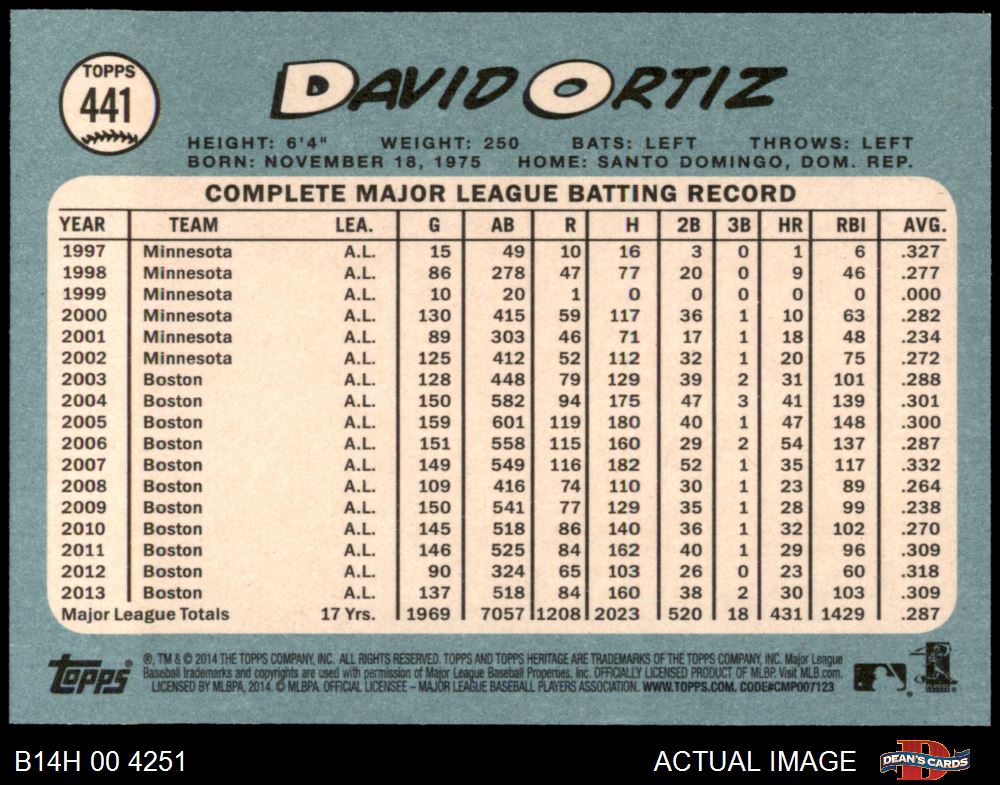 TOPPS
441
DAVID ORTIZ
HEIGHT: 6'4" WEIGHT: 250 BATS: LEFT THROWS: LEFT
BORN: NOVEMBER 18, 1975 HOME: SANTO DOMINGO, DOM. REP.
COMPLETE MAJOR LEAGUE BATTING RECORD
YEAR TEAM LEA. G AB R H 2B 3B HR RBI AVG.
1997 Minnesota A.L. 15 49 10 16 3 0 1 6 .327
1998 Minnesota A.L. 86 278 47 77 20 0 9 46 .277
1999 Minnesota A.L. 10 20 1 0 0 0 0 0 .000
2000 Minnesota A.L. 130 415 59 117 36 1 10 63 .282
2001 Minnesota A.L. 89 303 46 71 17 1 18 48 .234
2002 Minnesota A.L. 125 412 52 112 32 1 20 75 .272
2003 Boston A.L. 128 448 79 129 39 2 31 101 .288
2004 Boston A.L. 150 582 94 175 47 3 41 139 .301
2005 Boston A.L. 159 601 119 180 40 1 47 148 .300
2006 Boston A.L. 151 558 115 160 29 2 54 137 .287
2007 Boston A.L. 149 549 116 182 52 1 35 117 .332
2008 Boston A.L. 109 416 74 110 30 1 23 89 .264
2009 Boston A.L. 150 541 77 129 35 1 28 99 .238
2010 Boston A.L. 145 518 86 140 36 1 32 102 .270
2011 Boston A.L. 146 525 84 162 40 1 29 96 .309
2012 Boston A.L. 90 324 65 103 26 0 23 60 .318
2013 Boston A.L. 137 518 84 160 38 2 30 103 .309
Major League Totals 17 Yrs. 1969 7057 1208 2023 520 18 431 1429 .287
Topps
®, TM & © 2014 THE TOPPS COMPANY, INC. ALL RIGHTS RESERVED. TOPPS AND TOPPS HERITAGE ARE TRADEMARKS OF THE TOPPS COMPANY, INC. Major League
Baseball trademarks and copyrights are used with permission of Major League Baseball Properties, Inc. OFFICIALLY LICENSED PRODUCT OF MLBP. Visit MLB.com.
LICENSED BY MLBPA, 2014. © MLBPA. OFFICIAL LICENSEE – MAJOR LEAGUE BASEBALL PLAYERS ASSOCIATION. WWW.TOPPS.COM. CODE#CMP007123
B14H 00 4251
ACTUAL IMAGE
DEAN'S CARDS